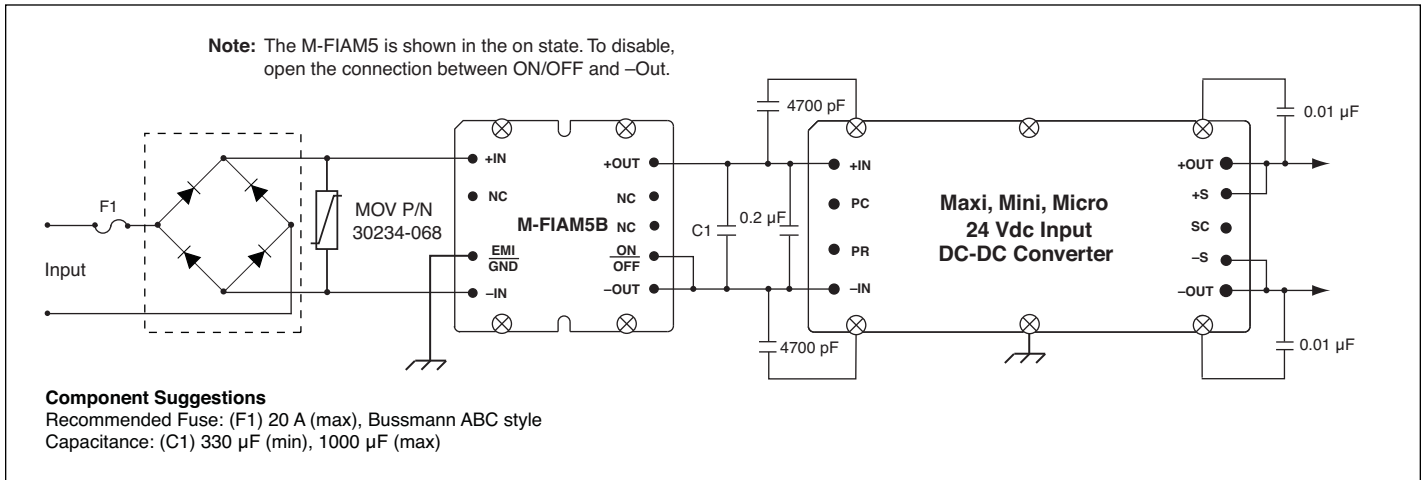 Note: The M-FIAM5 is shown in the on state. To disable,
open the connection between ON/OFF and –Out.
F1
Input
MOV P/N
30234-068
+IN
NC
EMI
GND
–IN
M-FIAM5B
+OUT
NC
NC
ON
OFF
–OUT
C1
0.2 µF
4700 pF
4700 pF
+IN
PC
PR
–IN
Maxi, Mini, Micro
24 Vdc Input
DC-DC Converter
+OUT
+S
SC
–S
–OUT
0.01 µF
0.01 µF
Component Suggestions
Recommended Fuse: (F1) 20 A (max), Bussmann ABC style
Capacitance: (C1) 330 µF (min), 1000 µF (max)